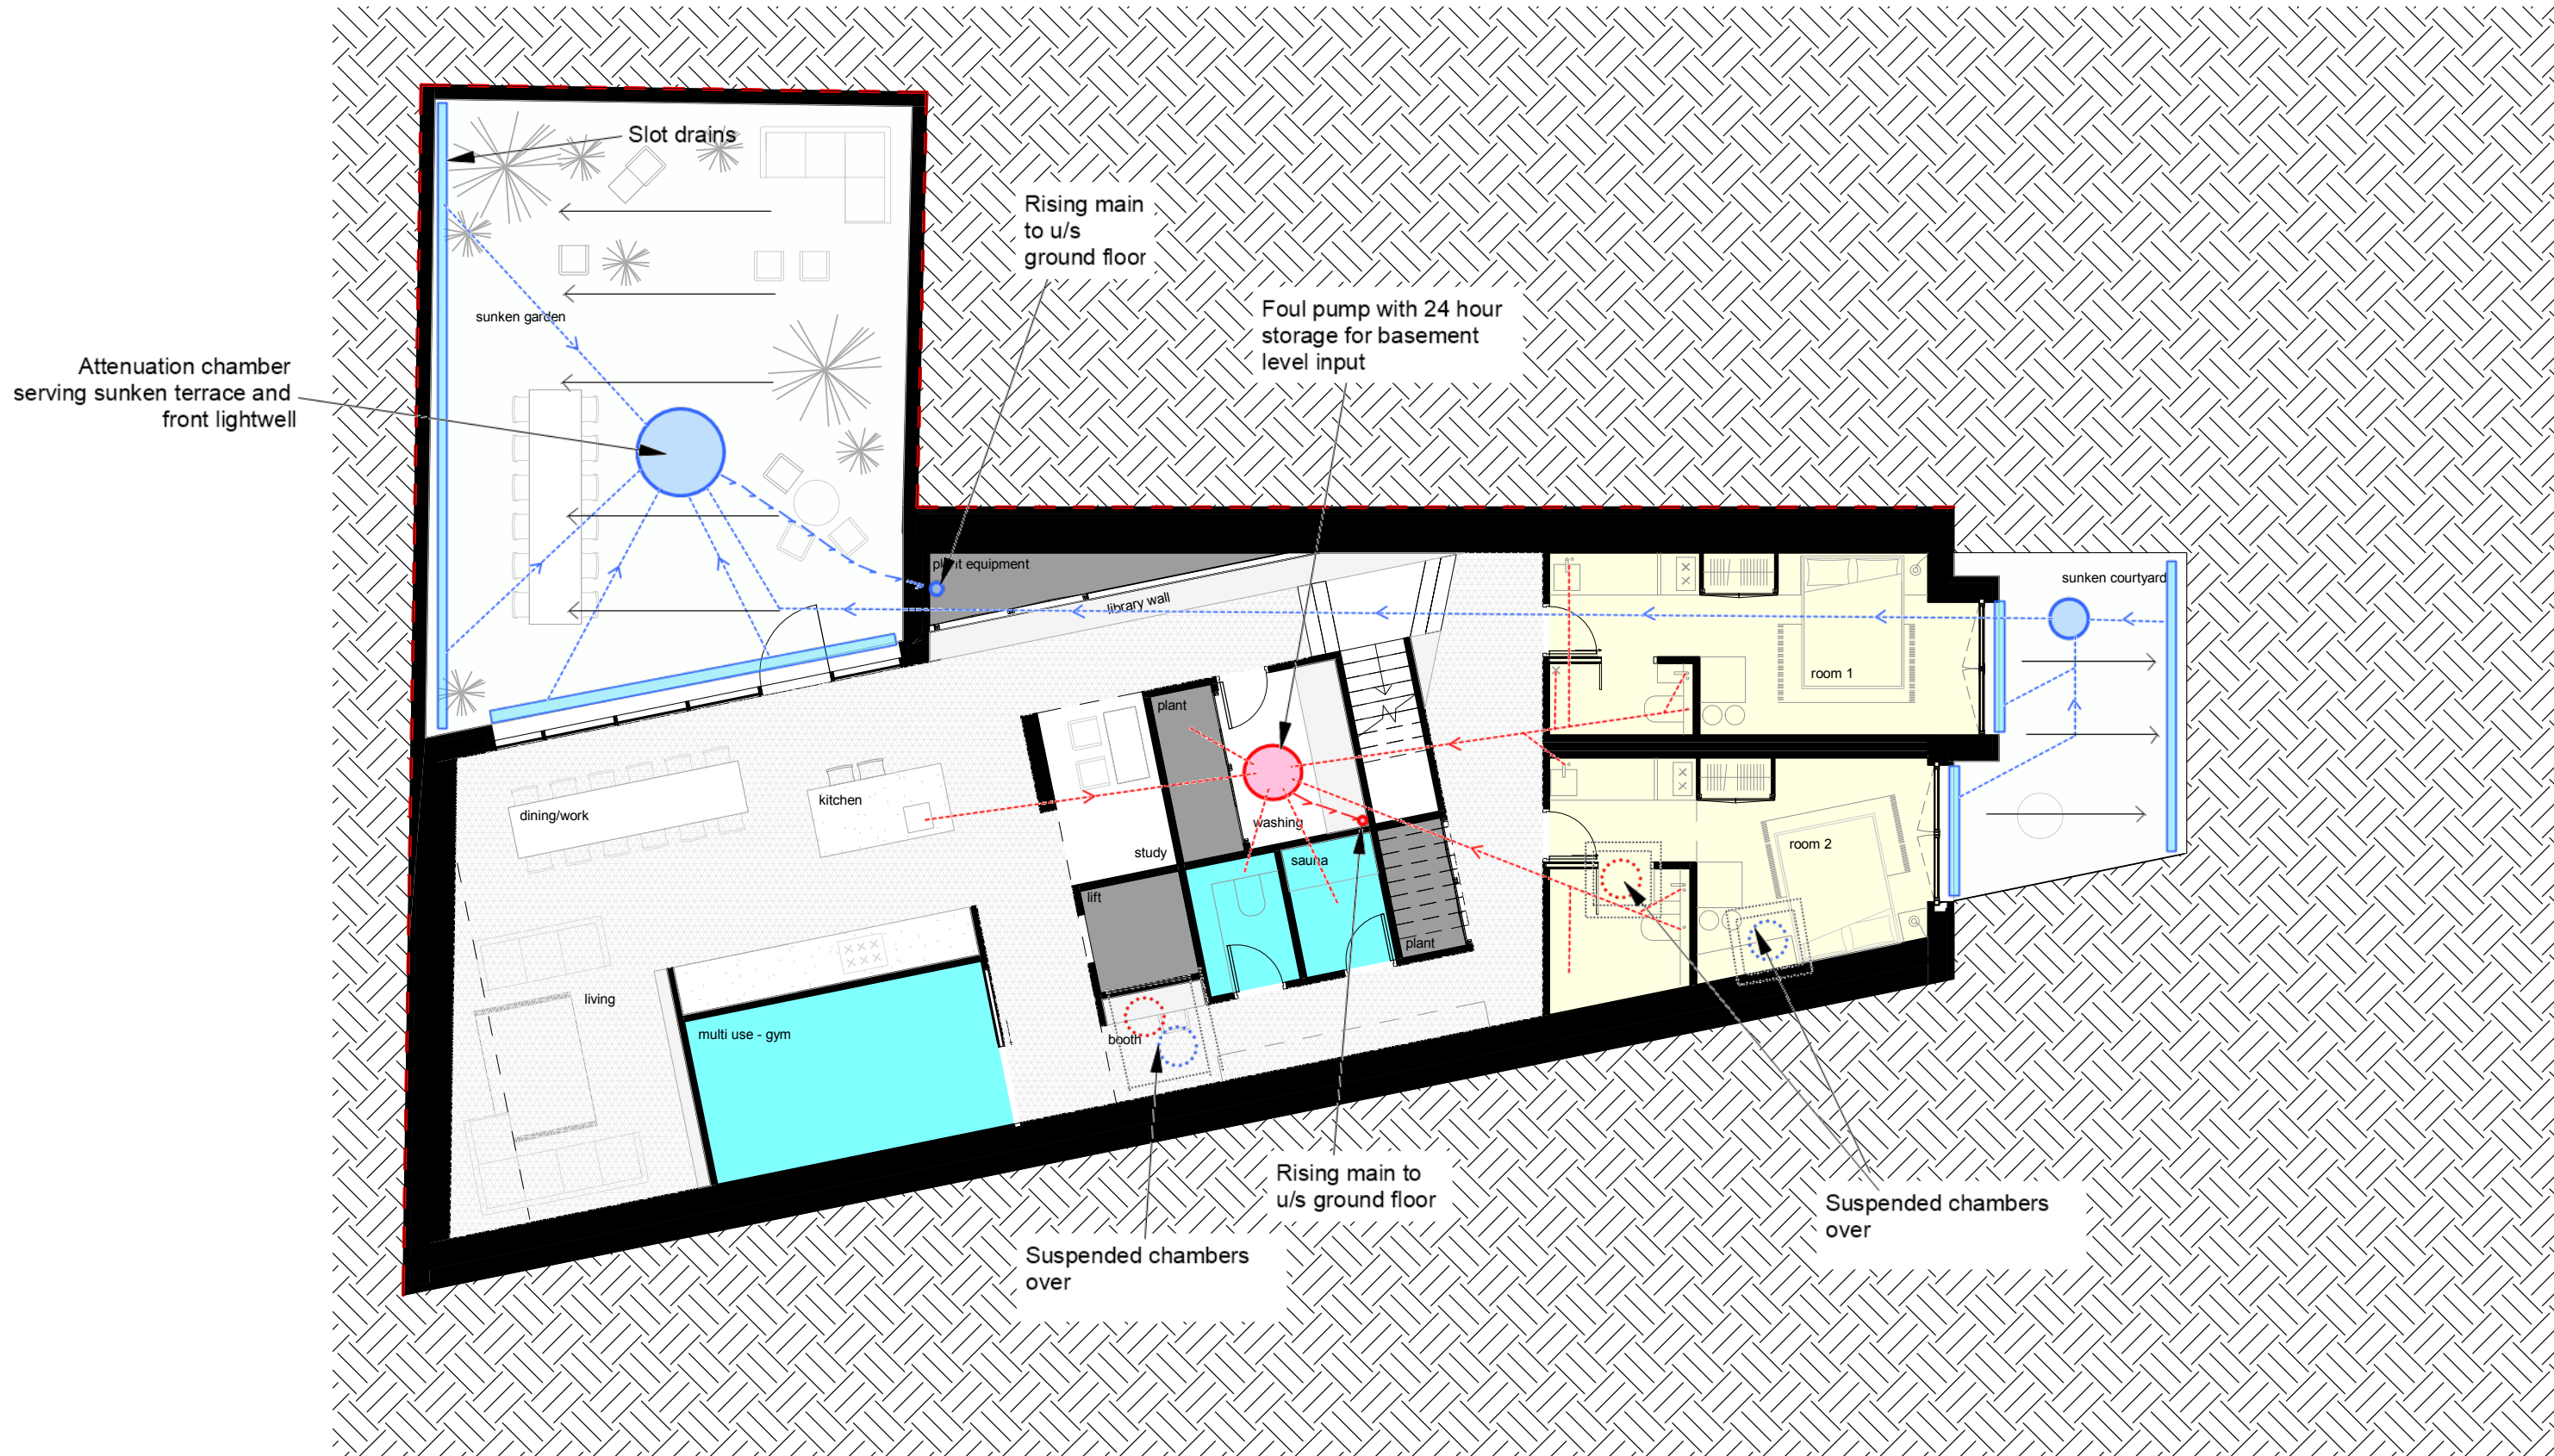 Slot drains
Rising main
to u/s
ground floor
Foul pump with 24 hour
storage for basement
level input
sunken garden
Attenuation chamber
serving sunken terrace and
front lightwell
plant equipment
library wall
sunken courtyard
room 1
plant
kitchen
dining/work
washing
study
sauna
room 2
lift
plant
living
multi use - gym
booth
Rising main to
u/s ground floor
Suspended chambers
over
Suspended chambers
over